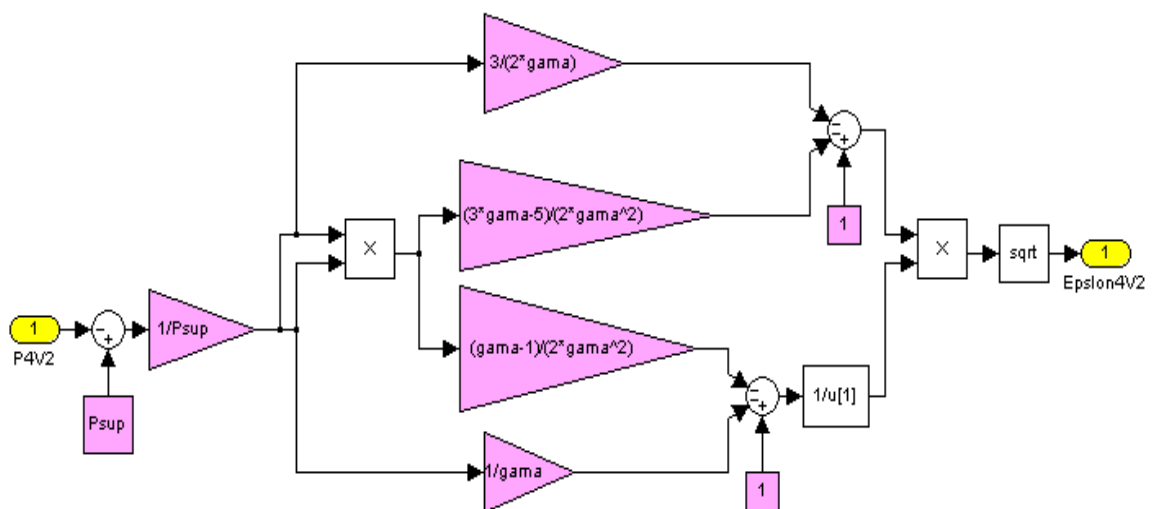 3/(2*gama)
1
(3*gama-5)/(2*gama^2)
X
X
sqrt
1
Epslon4V2
1
P4V2
1/Psup
Psup
(gama-1)/(2*gama^2)
1/u[1]
1/gama
1